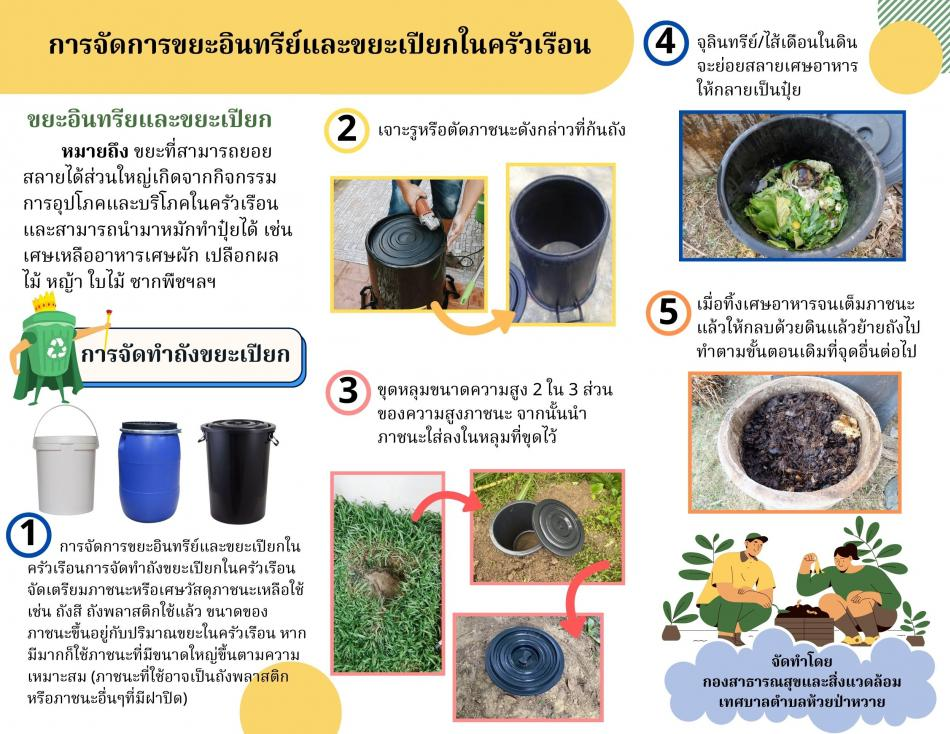 การจัดการขยะอินทรีย์และขยะเปียกในครัวเรือน
ขยะอินทรียและขยะเปียก
หมายถึง ขยะที่สามารถยอย
สลายได้ส่วนใหญ่เกิดจากกิจกรรม
การอุปโภคและบริโภคในครัวเรือน
และสามารถนำมาหมักทำปุ๋ยได้ เช่น
เศษเหลืออาหารเศษผัก เปลือกผล
ไม้ หญ้า ใบไม้ ซากพืชฯลฯ
การจัดทำถังขยะเปียก
1
การจัดการขยะอินทรีย์และขยะเปียกใน
ครัวเรือนการจัดทำถังขยะเปียกในครัวเรือน
จัดเตรียมภาชนะหรือเศษวัสดุภาชนะเหลือใช้
เช่น ถังสี ถังพลาสติกใช้แล้ว ขนาดของ
ภาชนะขึ้นอยู่กับปริมาณขยะในครัวเรือน หาก
มีมากก็ใช้ภาชนะที่มีขนาดใหญ่ขึ้นตามความ
เหมาะสม (ภาชนะที่ใช้อาจเป็นถังพลาสติก
หรือภาชนะอื่นๆที่มีฝาปิด)
2
เจาะรูหรือตัดภาชนะดังกล่าวที่ก้นถัง
3
ขุดหลุมขนาดความสูง 2 ใน 3 ส่วน
ของความสูงภาชนะ จากนั้นนำ
ภาชนะใส่ลงในหลุมที่ขุดไว้
4
จุลินทรีย์/ไส้เดือนในดิน
จะย่อยสลายเศษอาหาร
ให้กลายเป็นปุ๋ย
5
เมื่อทิ้งเศษอาหารจนเต็มภาชนะ
แล้วให้กลบด้วยดินแล้วย้ายถังไป
ทำตามขั้นตอนเดิมที่จุดอื่นต่อไป
จัดทำโดย
กองสาธารณสุขและสิ่งแวดล้อม
เทศบาลตำบลห้วยป่าหวาย